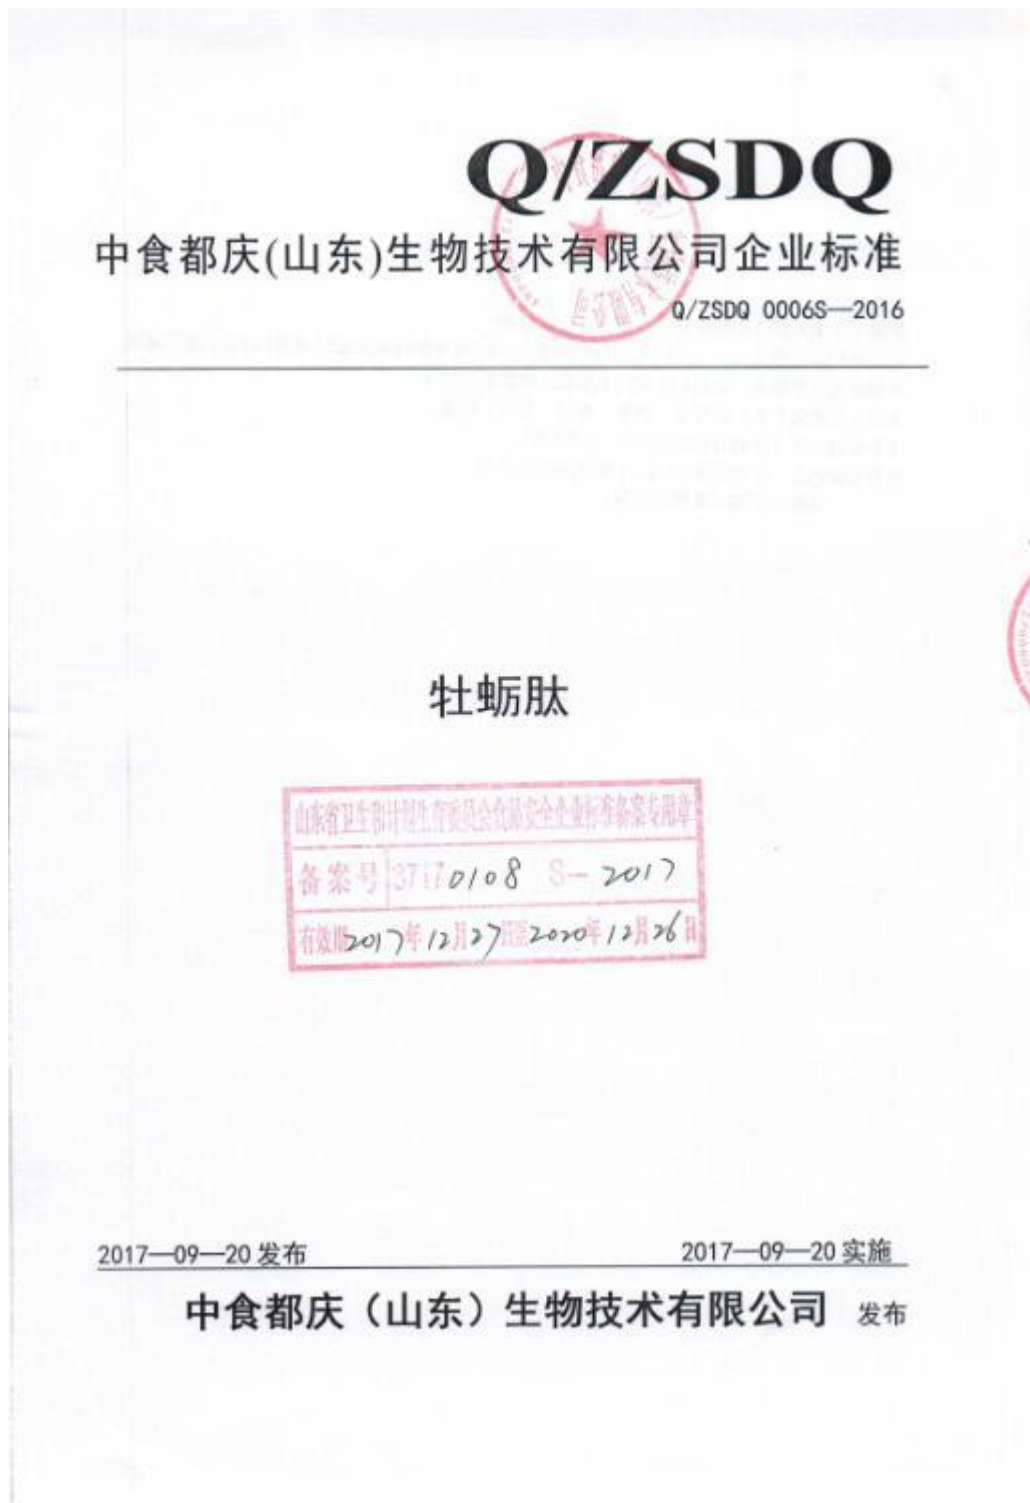 Q/ZSDQ
中食都庆(山东)生物技术有限公司企业标准
Q/ZSDQ 0006S—2016
牡蛎肽
山东省卫生和计划生育委员会食品安全企业标准备案专用章
备案号 37170108 S— 2017
有效期2017年12月27日至2020年12月26日
2017—09—20发布
2017—09—20实施
中食都庆（山东）生物技术有限公司 发布